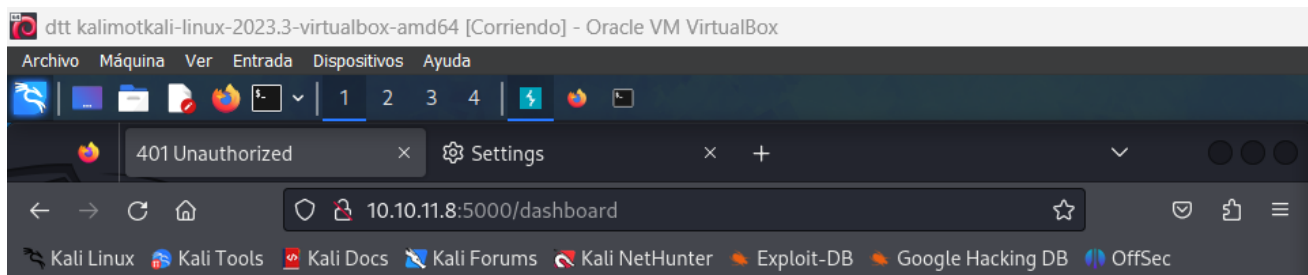 dtt kalimotkali-linux-2023.3-virtualbox-amd64 [Corriendo] - Oracle VM VirtualBox
Archivo Máquina Ver Entrada Dispositivos Ayuda
1 2 3 4
401 Unauthorized × Settings × +
10.10.11.8:5000/dashboard
Kali Linux Kali Tools Kali Docs Kali Forums Kali NetHunter Exploit-DB Google Hacking DB OffSec